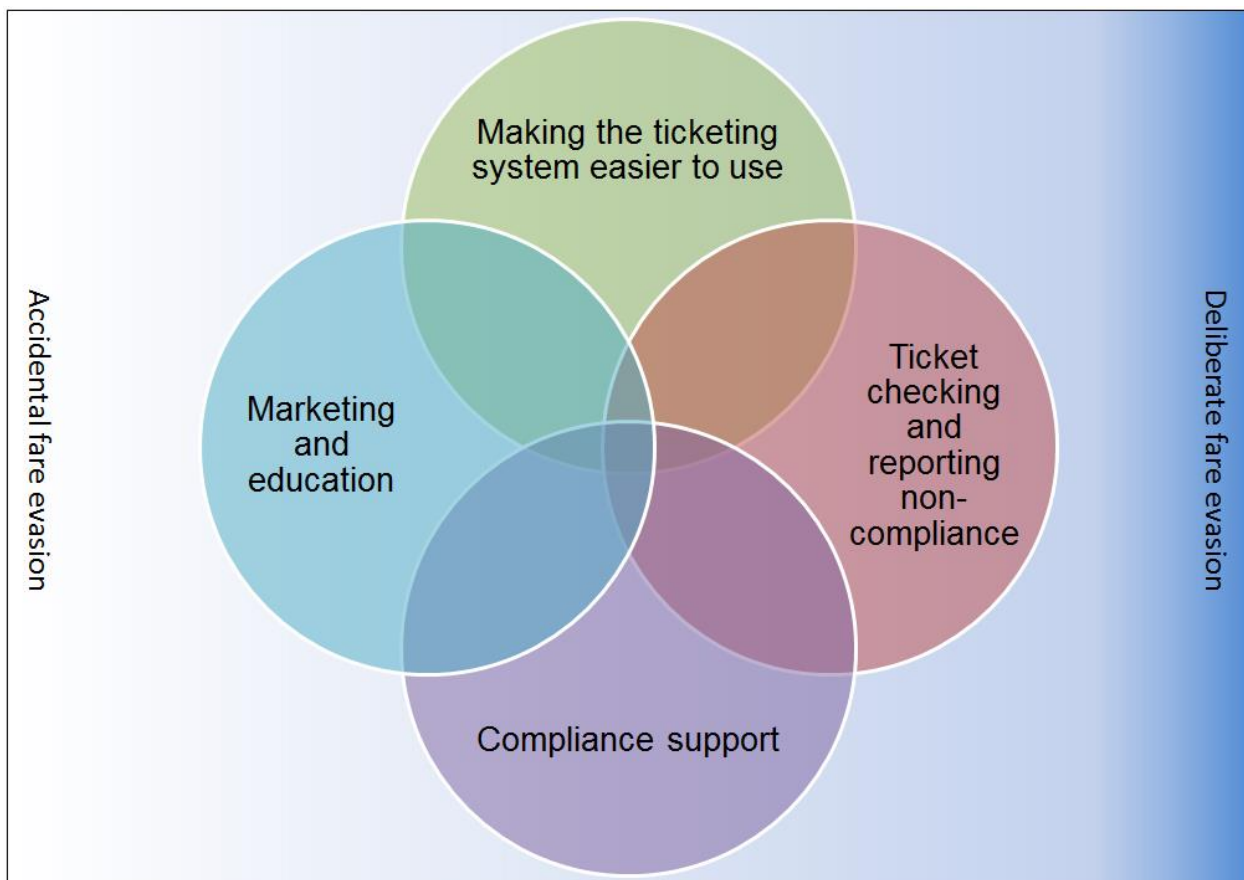 Making the ticketing
system easier to use
Accidental fare evasion
Marketing
and
education
Ticket
checking
and
reporting
non-
compliance
Deliberate fare evasion
Compliance support